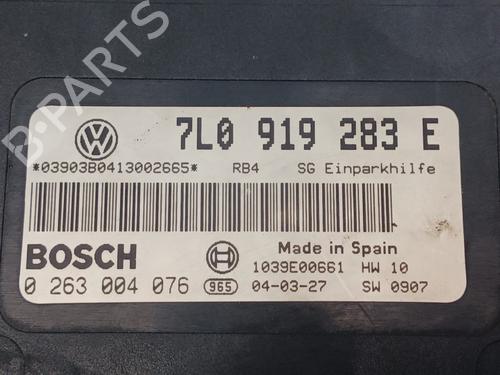 B-PARTS
7L0 919 283 E
*03903B0413002665* RB4 SG Einparkhilfe
BOSCH
Made in Spain
1039E00661 HW 10
0 263 004 076 965 04-03-27 SW 0907